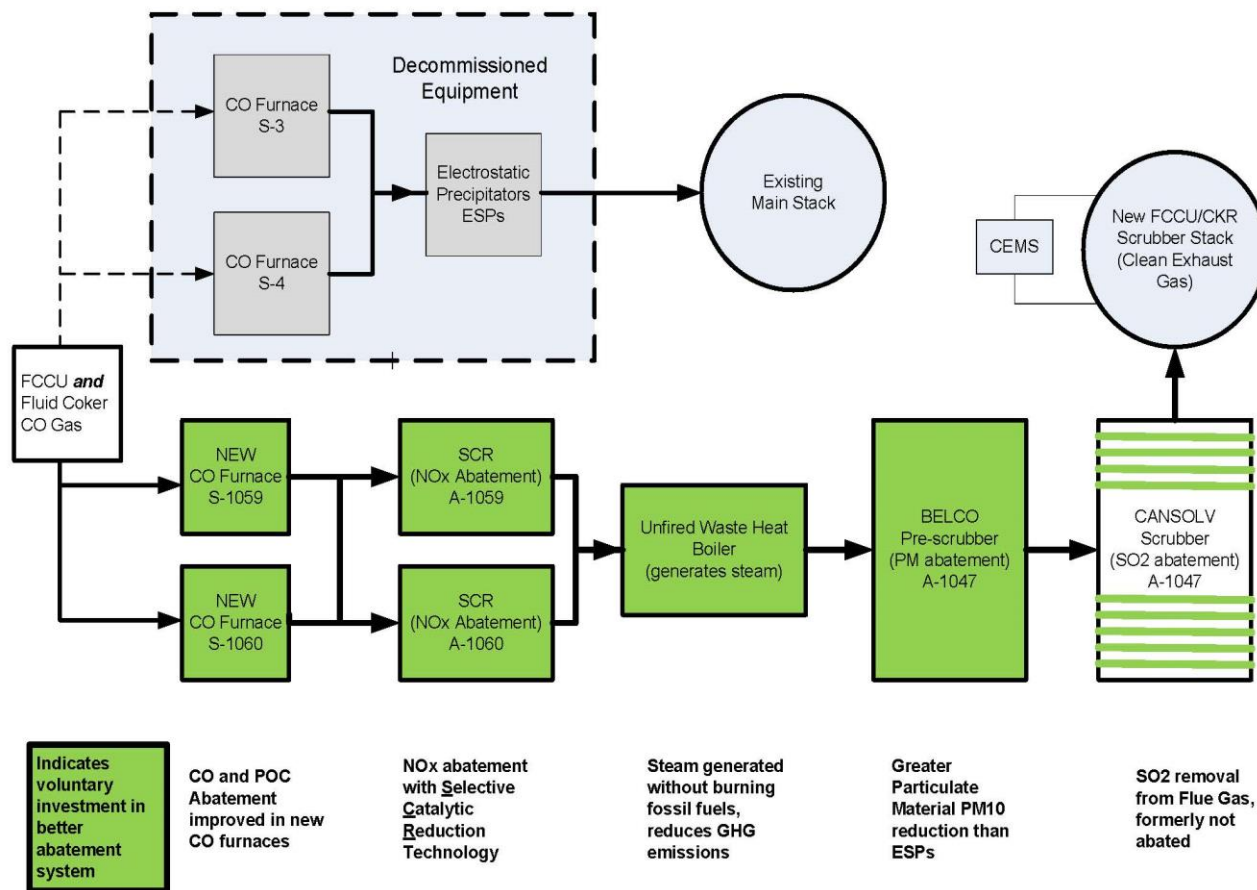 Decommissioned
Equipment
CO Furnace
S-3
Electrostatic
Precipitators
ESPs
CO Furnace
S-4
Existing
Main Stack
CEMS
New FCCU/CKR
Scrubber Stack
(Clean Exhaust
Gas)
FCCU and
Fluid Coker
CO Gas
NEW
CO Furnace
S-1059
SCR
(NOx Abatement)
A-1059
NEW
CO Furnace
S-1060
SCR
(NOx Abatement)
A-1060
Unfired Waste Heat
Boiler
(generates steam)
BELCO
Pre-scrubber
(PM abatement)
A-1047
CANSOLV
Scrubber
(SO2 abatement)
A-1047
Indicates
voluntary
investment in
better
abatement
system
CO and POC
Abatement
improved in new
CO furnaces
NOx abatement
with Selective
Catalytic
Reduction
Technology
Steam generated
without burning
fossil fuels,
reduces GHG
emissions
Greater
Particulate
Material PM10
reduction than
ESPs
SO2 removal
from Flue Gas,
formerly not
abated